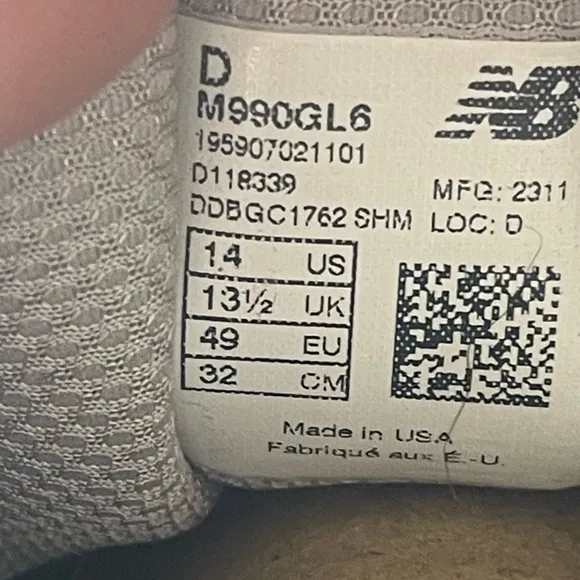 D
M990GL6
195907021101
D118339
MFG: 2311
DDBGC1762 SHM LOC: D
14 US
13½ UK
49 EU
32 CM
NB
Made in USA
Fabriqué aux É.-U.